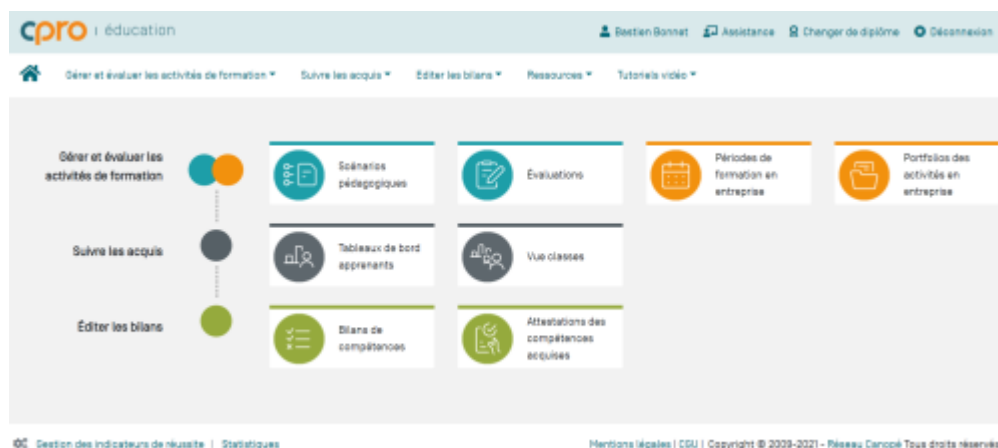 cpro | éducation
Bastien Bonnet Assistance Changer de diplôme Déconnexion
Gérer et évaluer les activités de formation Suivre les acquis Editer les bilans Ressources Tutoriels vidéo
Gérer et évaluer les
activités de formation
Scénarios
pédagogiques
Évaluations
Périodes de
formation en
entreprise
Portfolios des
activités en
entreprise
Suivre les acquis
Tableaux de bord
apprenants
Vue classes
Éditer les bilans
Bilans de
compétences
Attestations des
compétences
acquises
Gestion des indicateurs de réussite | Statistiques
Mentions légales | CGU | Copyright © 2009-2021 - Réseau Canopé Tous droits réservés